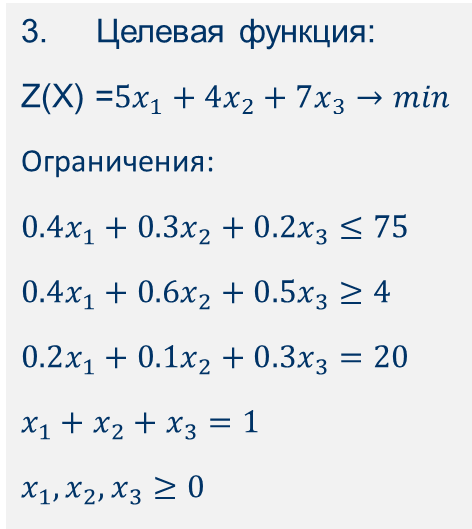 3. Целевая функция:
Z(X) =5x₁ + 4x₂ + 7x₃ → min
Ограничения:
0.4x₁ + 0.3x₂ + 0.2x₃ ≤ 75
0.4x₁ + 0.6x₂ + 0.5x₃ ≥ 4
0.2x₁ + 0.1x₂ + 0.3x₃ = 20
x₁ + x₂ + x₃ = 1
x₁, x₂, x₃ ≥ 0